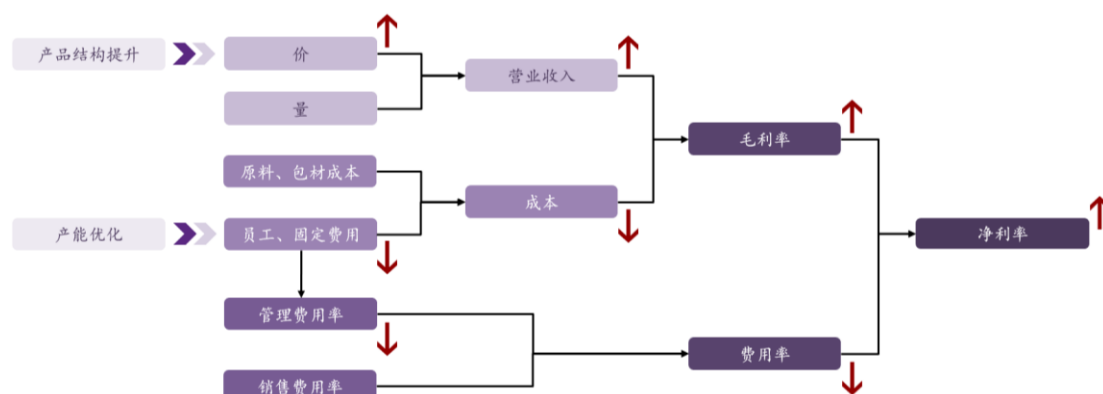 产品结构提升
价
营业收入
量
毛利率
原料、包材成本
成本
产能优化
员工、固定费用
净利率
管理费用率
费用率
销售费用率